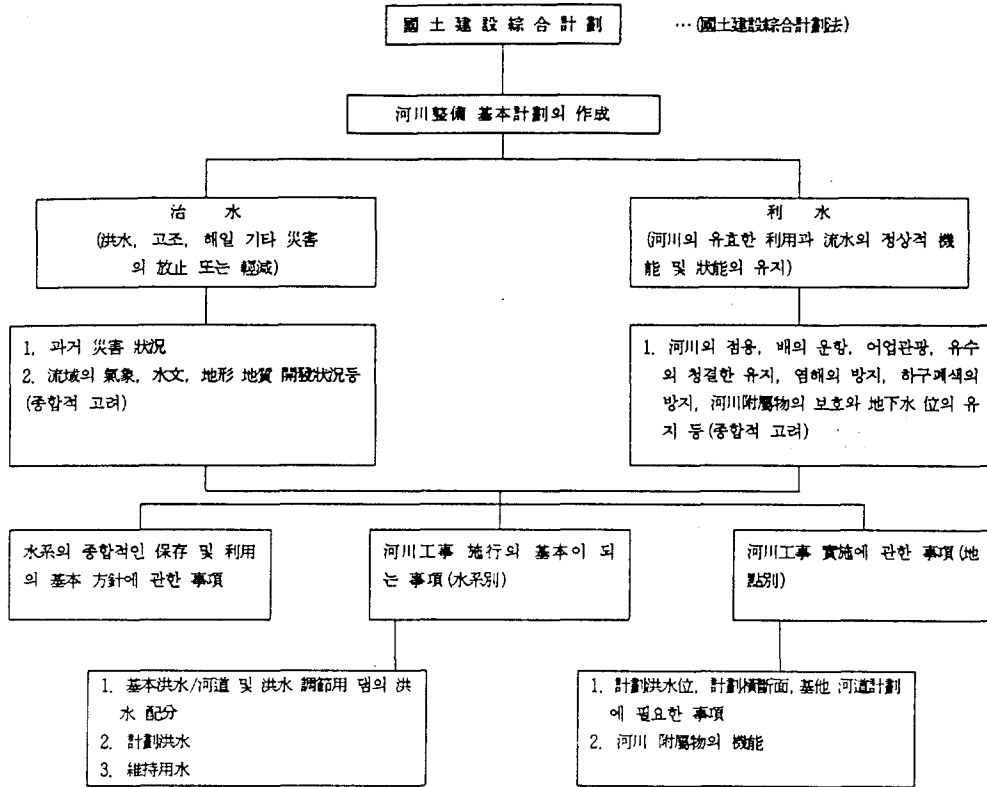 國土建設綜合計劃 …(國土建設綜合計劃法)
河川整備 基本計劃의 作成
治 水
(洪水, 고조, 해일 기타 災害
의 放止 또는 輕減)
利 水
(河川의 유효한 利用과 流水의 정상적 機
能 및 狀能의 유지)
1. 과거 災害 狀況
2. 流域의 氣象, 水文, 地形 地質 開發狀況등
(종합적 고려)
1. 河川의 점용, 배의 운항, 어업관광, 유수
의 청결한 유지, 염해의 방지, 하구폐색의
방지, 河川附屬物의 보호와 地下水 位의 유
지 등(종합적 고려)
水系의 종합적인 保存 및 利用
의 基本 方針에 관한 事項
河川工事 施行의 基本이 되
는 事項(水系別)
河川工事 實施에 관한 事項(地
點別)
1. 基本洪水/河道 및 洪水 調節用 댐의 洪
水 配分
2. 計劃洪水
3. 維持用水
1. 計劃洪水位, 計劃橫斷面, 基他 河道計劃
에 필요한 事項
2. 河川 附屬物의 機能